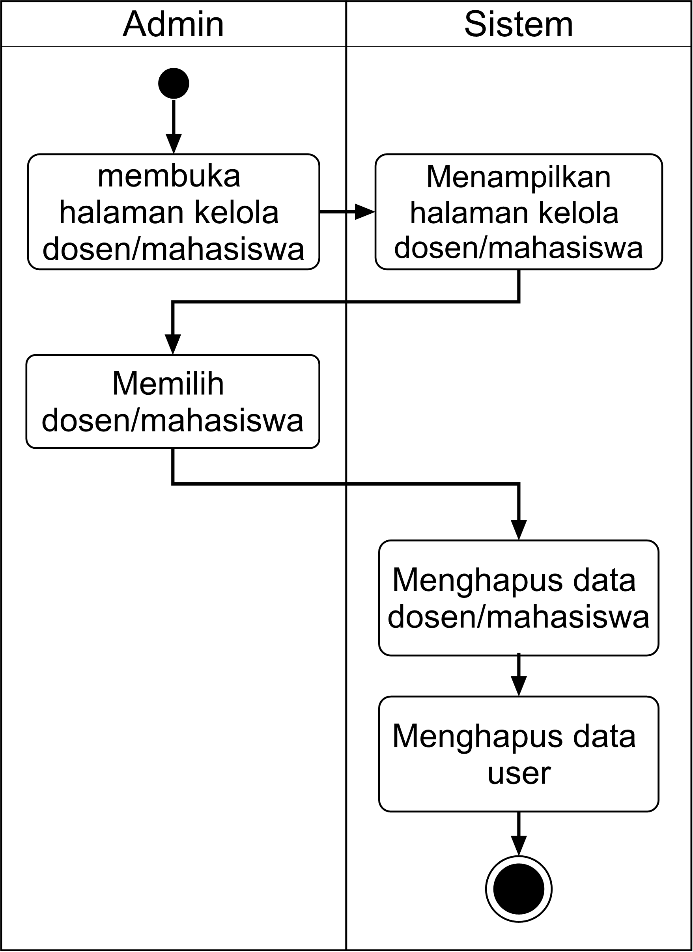 Admin
Sistem
membuka
halaman kelola
dosen/mahasiswa
Menampilkan
halaman kelola
dosen/mahasiswa
Memilih
dosen/mahasiswa
Menghapus data
dosen/mahasiswa
Menghapus data
user